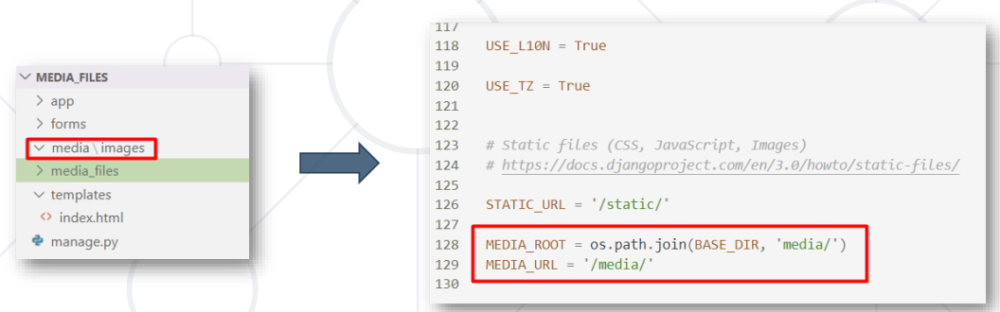 MEDIA_FILES
app
forms
media \ images
media_files
templates
<> index.html
manage.py
117
118 USE_L10N = True
119
120 USE_TZ = True
121
122
123 # Static files (CSS, JavaScript, Images)
124 # https://docs.djangoproject.com/en/3.0/howto/static-files/
125
126 STATIC_URL = '/static/'
127
128 MEDIA_ROOT = os.path.join(BASE_DIR, 'media/')
129 MEDIA_URL = '/media/'
130